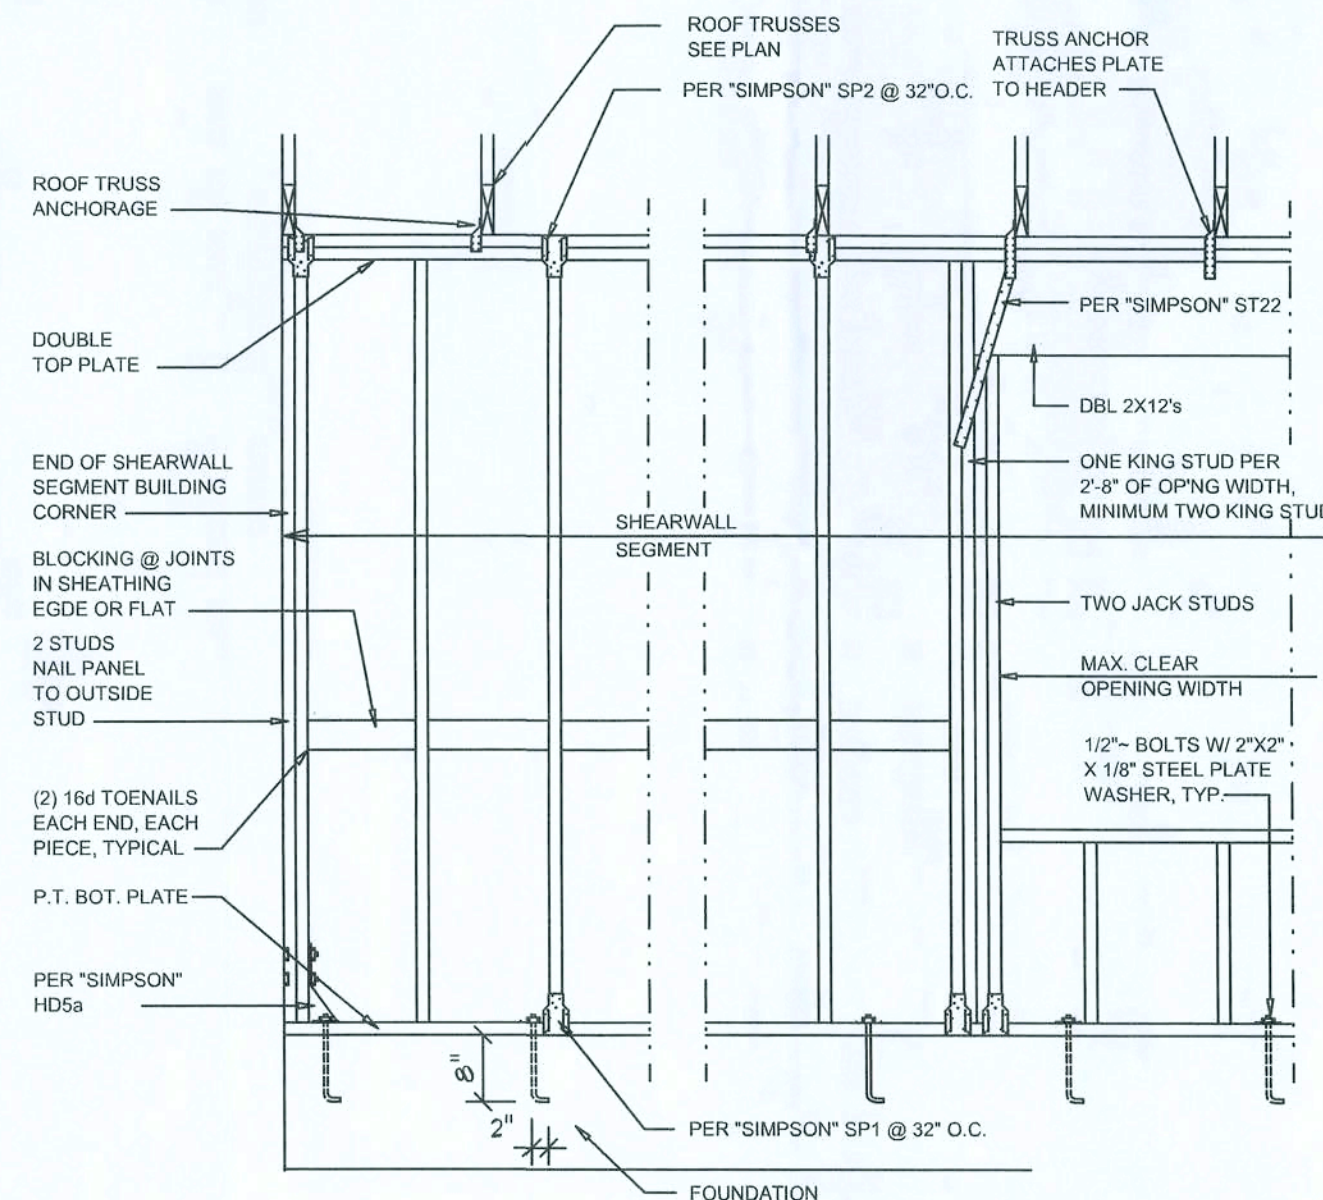 ROOF TRUSSES
SEE PLAN
PER "SIMPSON" SP2 @ 32"O.C.
TRUSS ANCHOR
ATTACHES PLATE
TO HEADER
ROOF TRUSS
ANCHORAGE
PER "SIMPSON" ST22
DOUBLE
TOP PLATE
DBL 2X12's
END OF SHEARWALL
SEGMENT BUILDING
CORNER
ONE KING STUD PER
2'-8" OF OP'NG WIDTH,
MINIMUM TWO KING STUD
SHEARWALL
SEGMENT
BLOCKING @ JOINTS
IN SHEATHING
EGDE OR FLAT
TWO JACK STUDS
2 STUDS
NAIL PANEL
TO OUTSIDE
STUD
MAX. CLEAR
OPENING WIDTH
1/2"~ BOLTS W/ 2"X2"
X 1/8" STEEL PLATE
WASHER, TYP.
(2) 16d TOENAILS
EACH END, EACH
PIECE, TYPICAL
P.T. BOT. PLATE
PER "SIMPSON"
HD5a
8"
2"
PER "SIMPSON" SP1 @ 32" O.C.
FOUNDATION